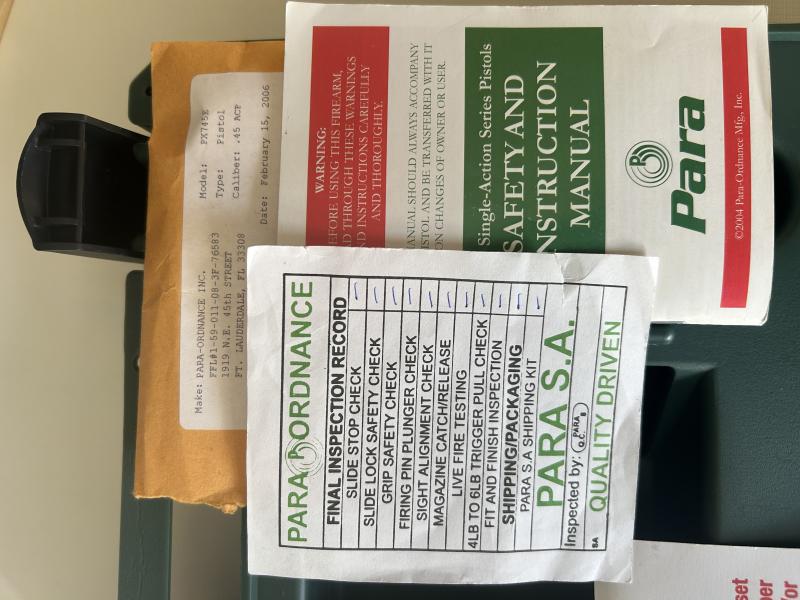 Make: PARA-ORDNANCE INC.
FFL#1-59-011-08-3F-76583
1919 N.E. 45th STREET
FT. LAUDERDALE, FL 33308
Model: PX745E
Type: Pistol
Caliber: .45 ACP
Date: February 15, 2006
WARNING:
BEFORE USING THIS FIREARM,
THROUGH THESE WARNINGS
INSTRUCTIONS CAREFULLY
AND THOROUGHLY.
MANUAL SHOULD ALWAYS ACCOMPANY
PISTOL AND BE TRANSFERRED WITH IT
ON CHANGES OF OWNER OR USER.
Single-Action Series Pistols
SAFETY AND
INSTRUCTION
MANUAL
Para
©2004 Para-Ordnance Mfg., Inc.
PARA ORDNANCE
FINAL INSPECTION RECORD
SLIDE STOP CHECK
SLIDE LOCK SAFETY CHECK
GRIP SAFETY CHECK
FIRING PIN PLUNGER CHECK
SIGHT ALIGNMENT CHECK
MAGAZINE CATCH/RELEASE
LIVE FIRE TESTING
4LB TO 6LB TRIGGER PULL CHECK
FIT AND FINISH INSPECTION
SHIPPING/PACKAGING
PARA S.A SHIPPING KIT
PARA S.A.
Inspected by: PARA Q.C. 8
SA QUALITY DRIVEN
set
per
for